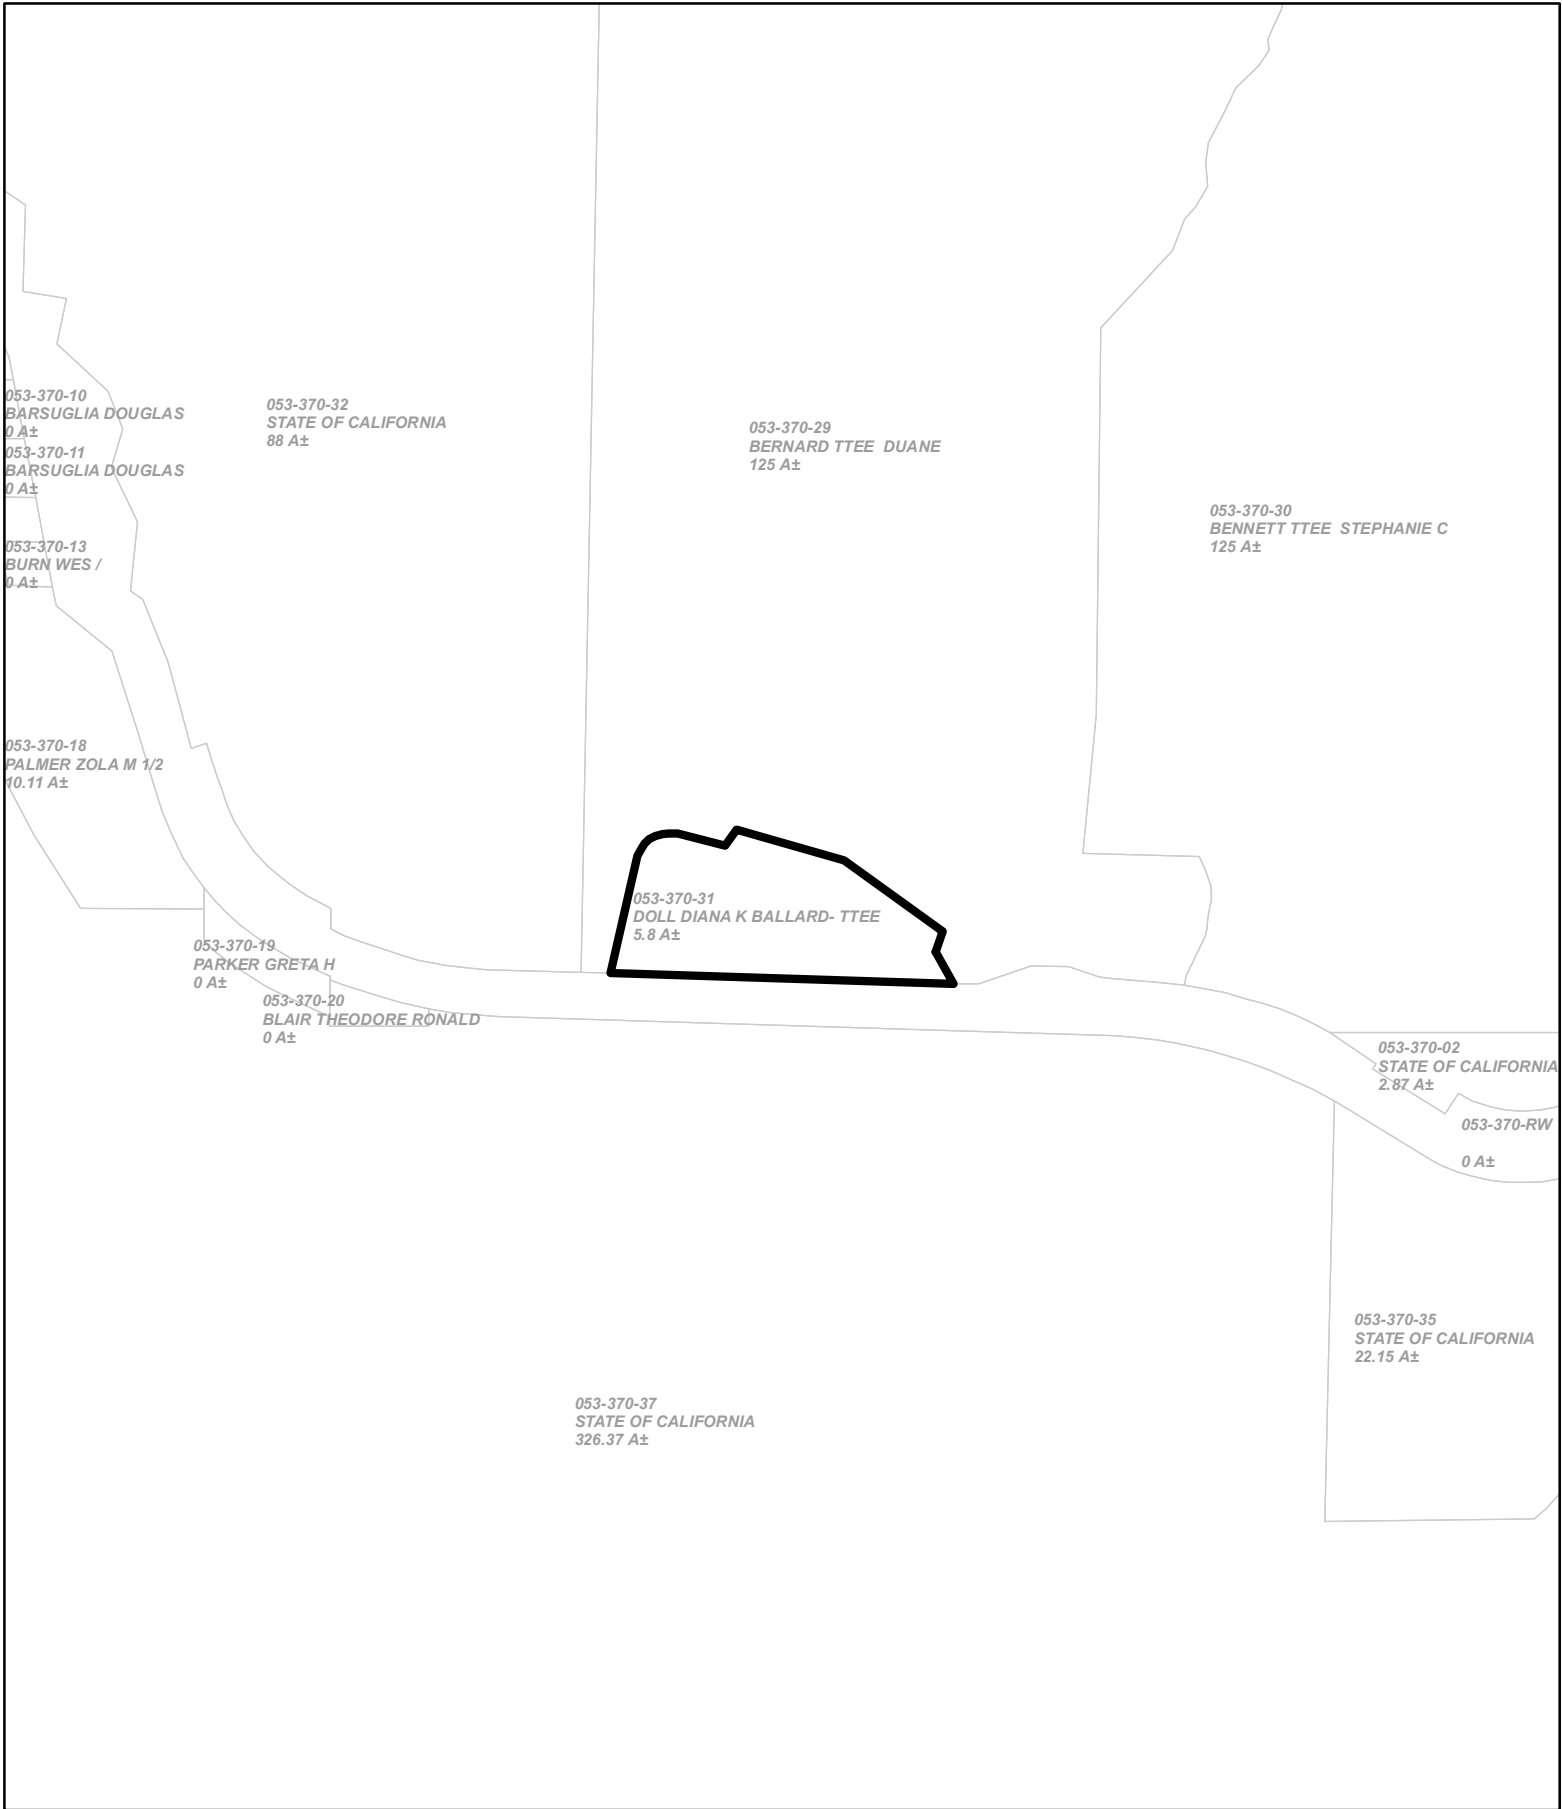 053-370-10
BARSUGLIA DOUGLAS
0 A±
053-370-32
STATE OF CALIFORNIA
88 A±
053-370-29
BERNARD TTEE  DUANE
125 A±
053-370-11
BARSUGLIA DOUGLAS
0 A±
053-370-30
BENNETT TTEE  STEPHANIE C
125 A±
053-370-13
BURN WES /
0 A±
053-370-18
PALMER ZOLA M 1/2
10.11 A±
053-370-31
DOLL DIANA K BALLARD- TTEE
5.8 A±
053-370-19
PARKER GRETA H
0 A±
053-370-20
BLAIR THEODORE RONALD
0 A±
053-370-02
STATE OF CALIFORNIA
2.87 A±
053-370-RW
0 A±
053-370-35
STATE OF CALIFORNIA
22.15 A±
053-370-37
STATE OF CALIFORNIA
326.37 A±